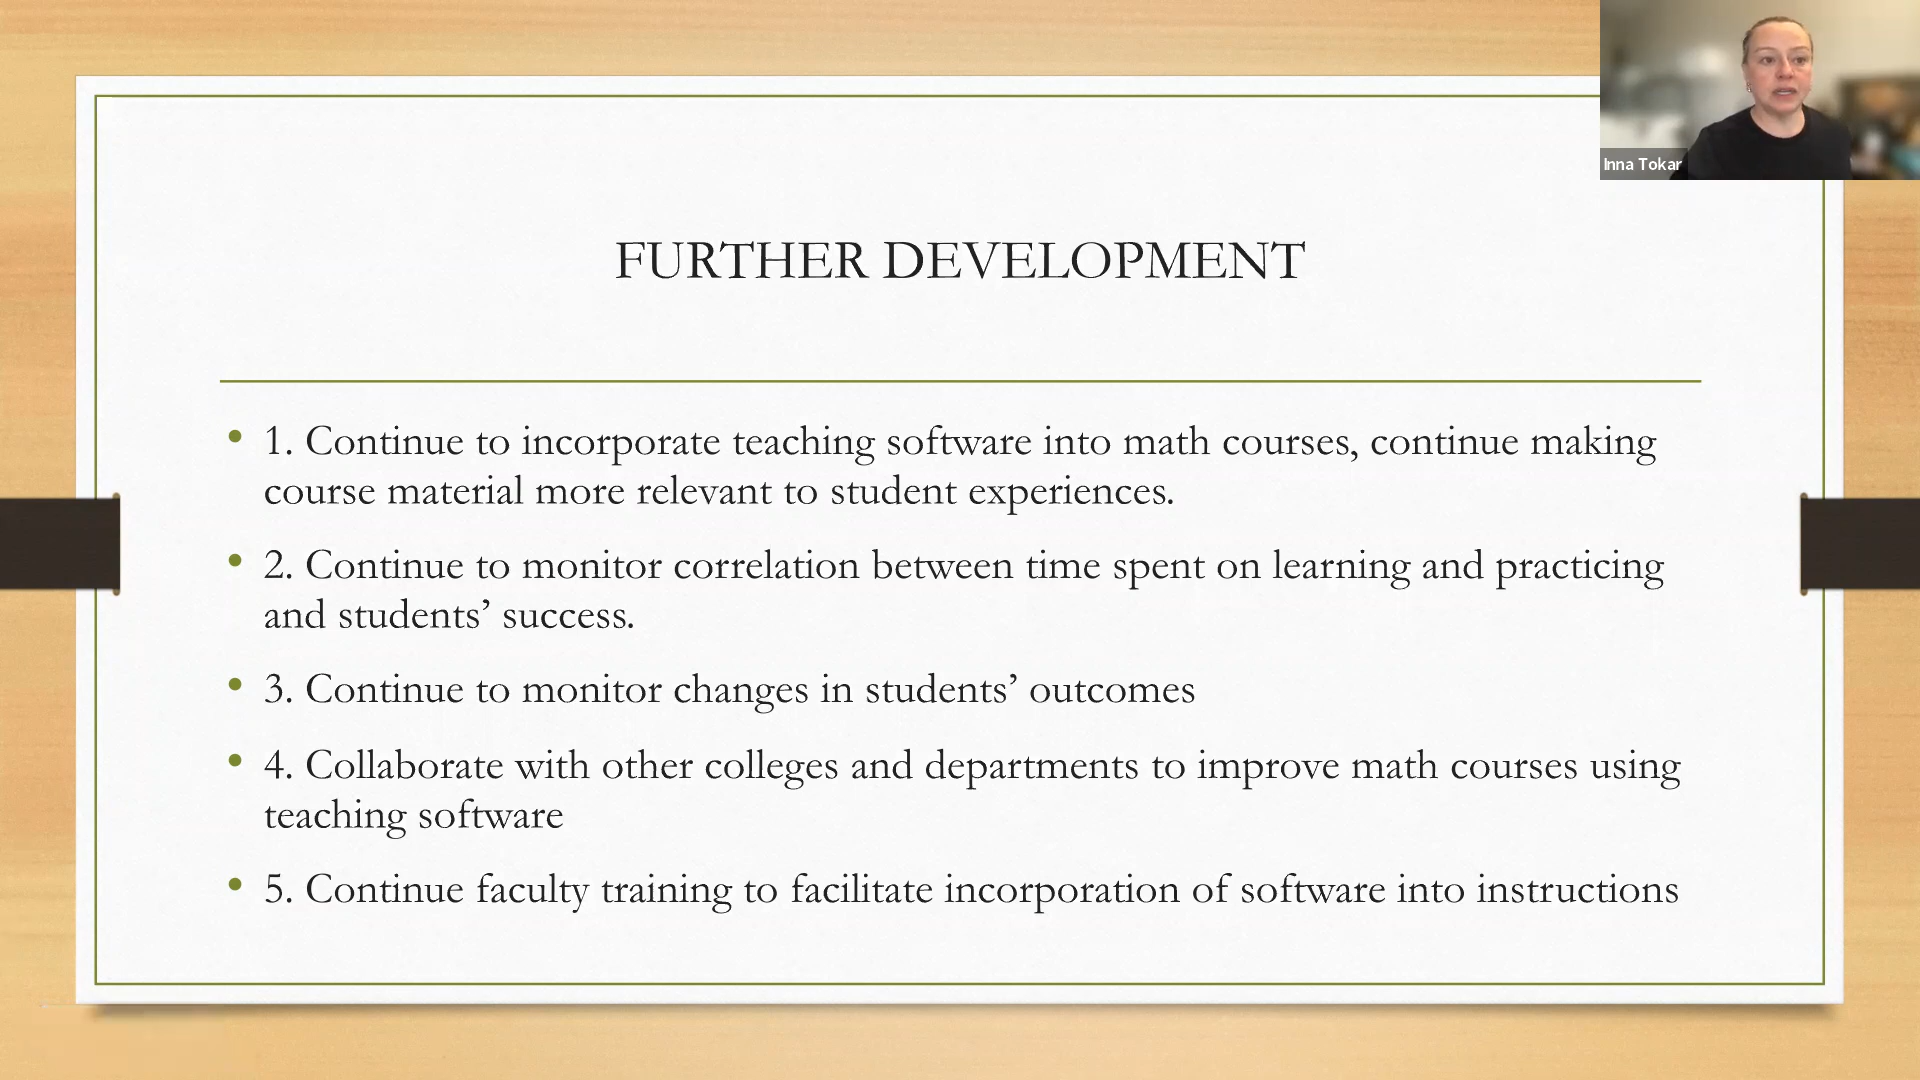 Inna Tokar
FURTHER DEVELOPMENT
• 1. Continue to incorporate teaching software into math courses, continue making
course material more relevant to student experiences.
• 2. Continue to monitor correlation between time spent on learning and practicing
and students’ success.
• 3. Continue to monitor changes in students’ outcomes
• 4. Collaborate with other colleges and departments to improve math courses using
teaching software
• 5. Continue faculty training to facilitate incorporation of software into instructions